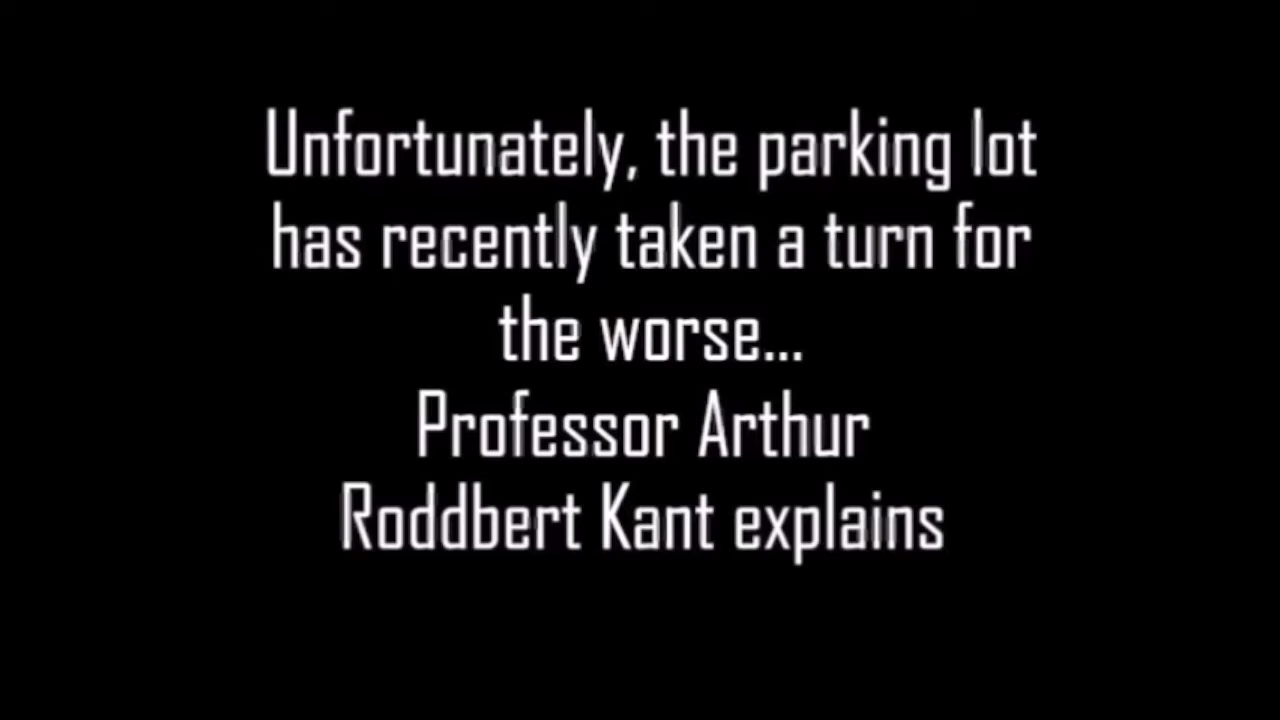 Unfortunately, the parking lot
has recently taken a turn for
the worse...
Professor Arthur
Roddbert Kant explains